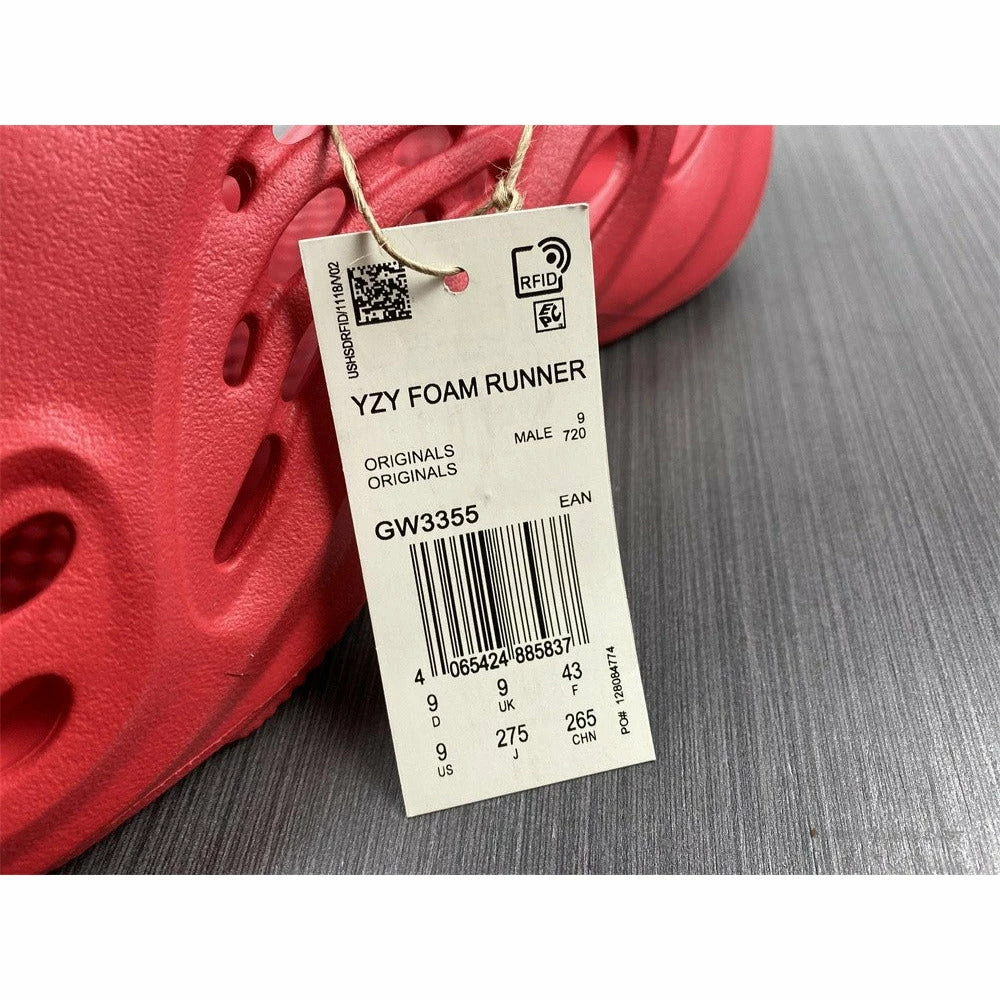 USHSDRFID/1118/V02
RFID
EPC
YZY FOAM RUNNER
MALE 9
720
ORIGINALS
ORIGINALS
EAN
GW3355
4 065424 885837
9 9 43
D UK F
9 275 265
US J CHN
PO# 128084774